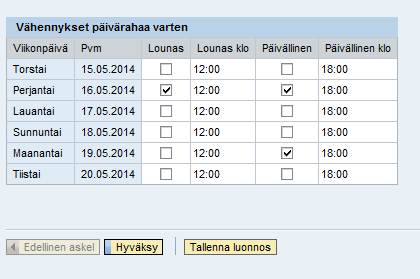 Vähennykset päivärahaa varten
Viikonpäivä Pvm Lounas Lounas klo Päivällinen Päivällinen klo
Torstai 15.05.2014 12:00 18:00
Perjantai 16.05.2014 12:00 18:00
Lauantai 17.05.2014 12:00 18:00
Sunnuntai 18.05.2014 12:00 18:00
Maanantai 19.05.2014 12:00 18:00
Tiistai 20.05.2014 12:00 18:00
Edellinen askel Hyväksy Tallenna luonnos